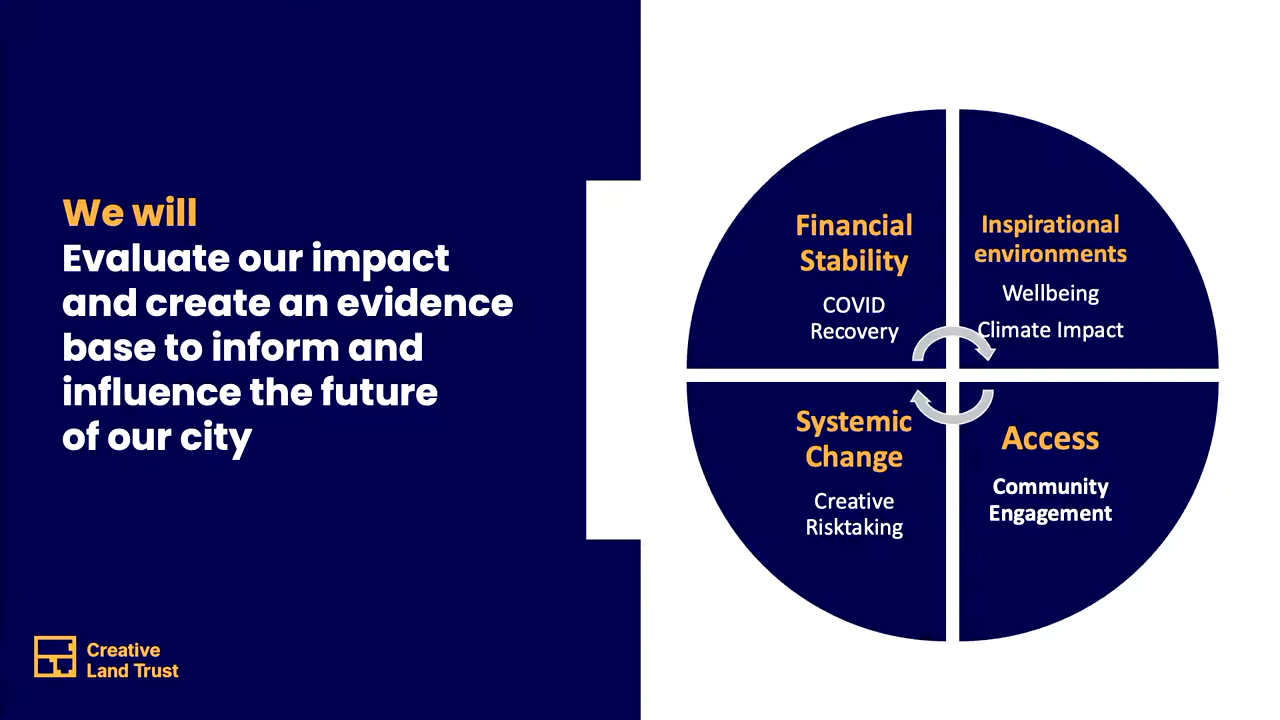 We will
Evaluate our impact
and create an evidence
base to inform and
influence the future
of our city
Creative
Land Trust
Financial
Stability
COVID
Recovery
Inspirational
environments
Wellbeing
Climate Impact
Systemic
Change
Creative
Risktaking
Access
Community
Engagement